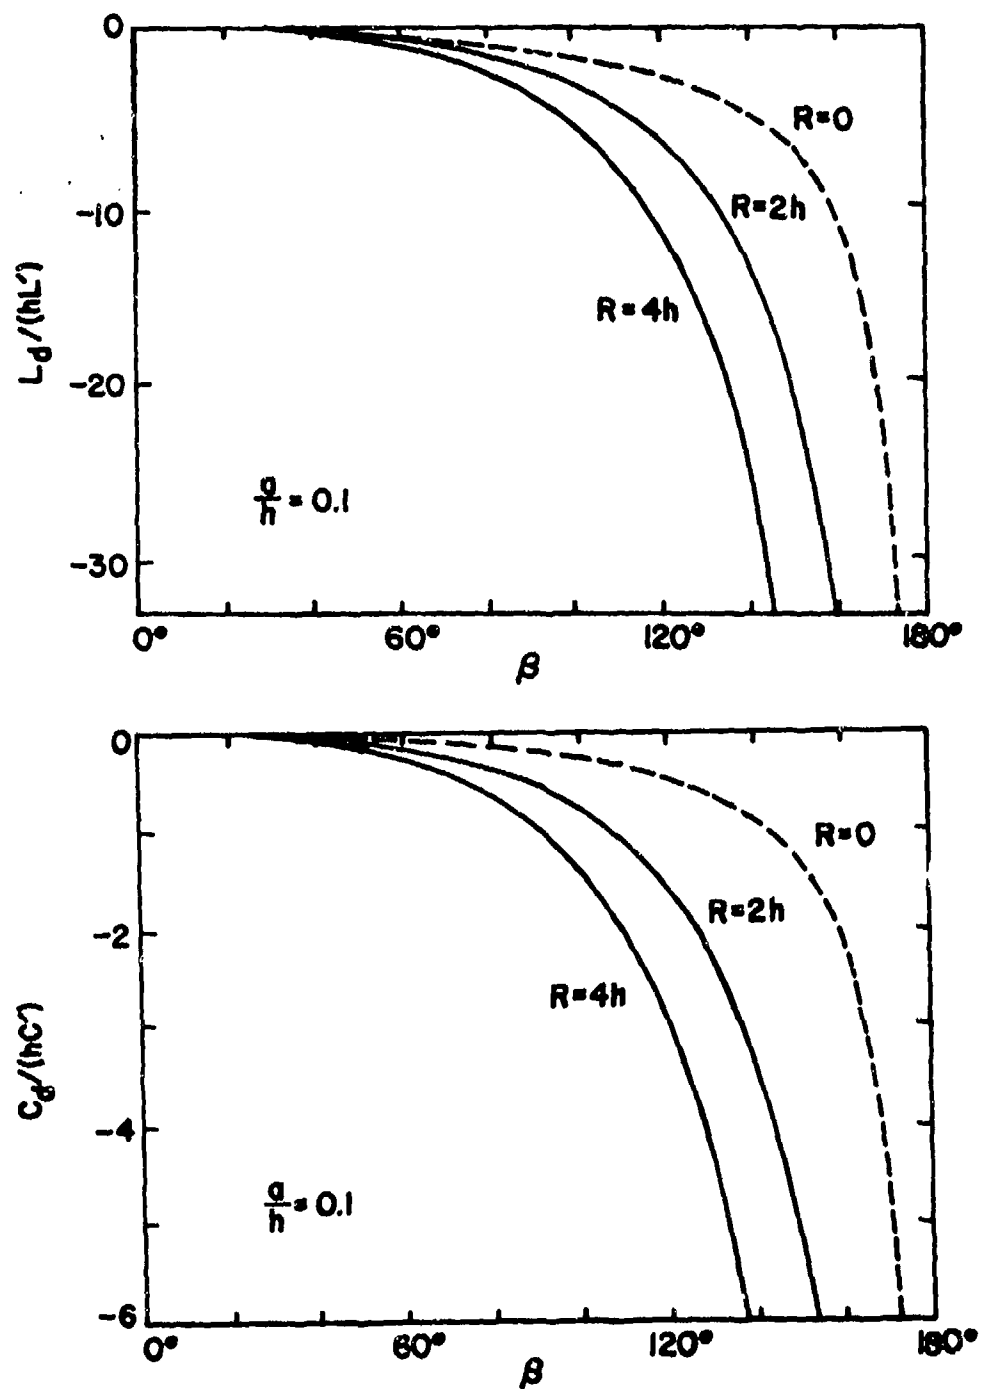 0
R=0
R=2h
-10
R=4h
L_d/(hL')
-20
a/h = 0.1
-30
0° 60° 120° 180°
β
0
R=0
R=2h
-2
R=4h
C_d/(hC')
-4
a/h = 0.1
-6
0° 60° 120° 180°
β